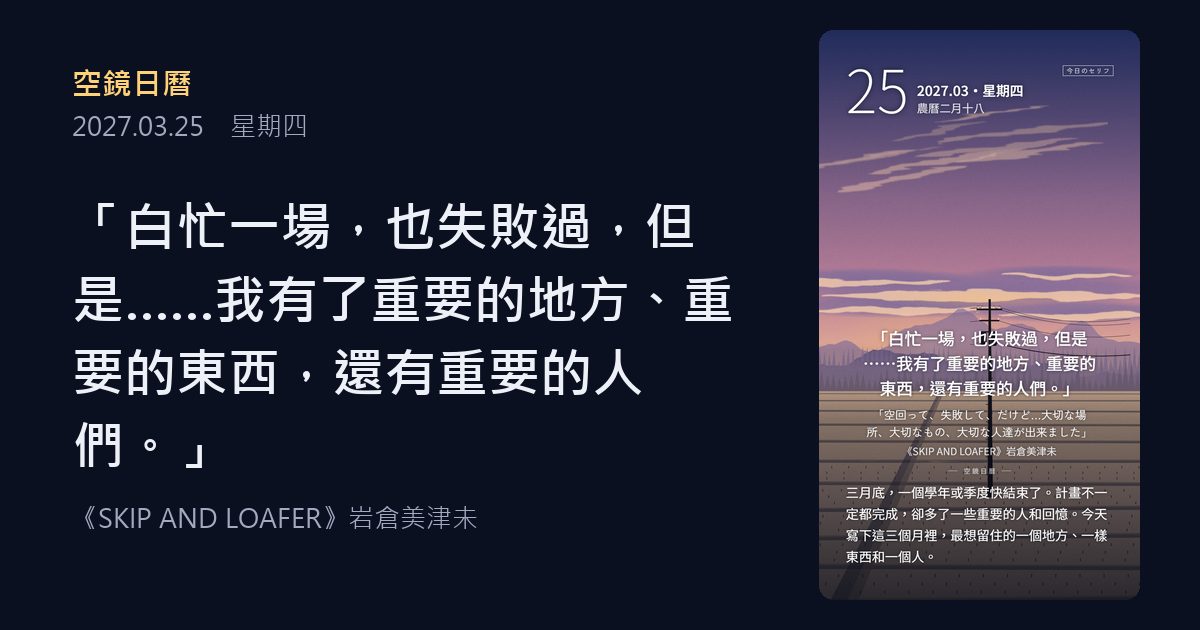 空鏡日曆
2027.03.25 星期四
「白忙一場，也失敗過，但
是……我有了重要的地方、重
要的東西，還有重要的人
們。」
《SKIP AND LOAFER》岩倉美津未
今日のセリフ
25
2027.03・星期四
農曆二月十八
「白忙一場，也失敗過，但是
……我有了重要的地方、重要的
東西，還有重要的人們。」
「空回って、失敗して、だけど…大切な場
所、大切なもの、大切な人達が出来ました」
《SKIP AND LOAFER》岩倉美津未
— 空鏡日曆 —
三月底，一個學年或季度快結束了。計畫不一
定都完成，卻多了一些重要的人和回憶。今天
寫下這三個月裡，最想留住的一個地方、一樣
東西和一個人。